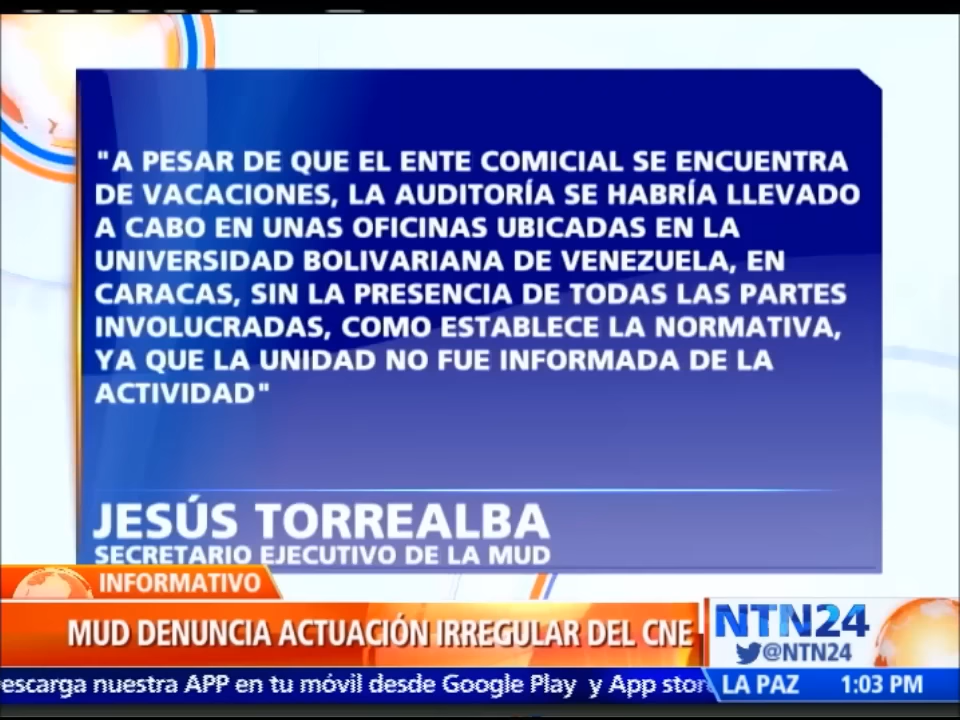 "A PESAR DE QUE EL ENTE COMICIAL SE ENCUENTRA
DE VACACIONES, LA AUDITORÍA SE HABRÍA LLEVADO
A CABO EN UNAS OFICINAS UBICADAS EN LA
UNIVERSIDAD BOLIVARIANA DE VENEZUELA, EN
CARACAS, SIN LA PRESENCIA DE TODAS LAS PARTES
INVOLUCRADAS, COMO ESTABLECE LA NORMATIVA,
YA QUE LA UNIDAD NO FUE INFORMADA DE LA
ACTIVIDAD"
JESÚS TORREALBA
SECRETARIO EJECUTIVO DE LA MUD
INFORMATIVO
MUD DENUNCIA ACTUACIÓN IRREGULAR DEL CNE
NTN24
@NTN24
escarga nuestra APP en tu móvil desde Google Play y App stor
LA PAZ 1:03 PM